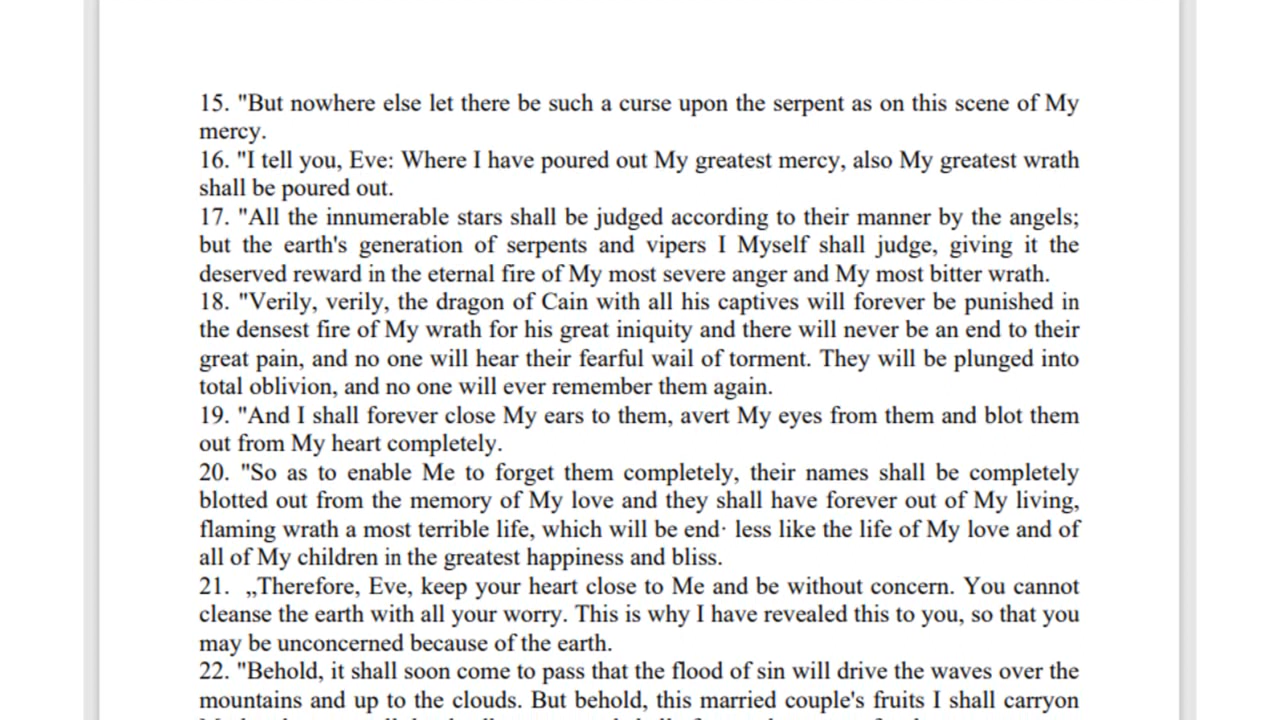 15. "But nowhere else let there be such a curse upon the serpent as on this scene of My
mercy.
16. "I tell you, Eve: Where I have poured out My greatest mercy, also My greatest wrath
shall be poured out.
17. "All the innumerable stars shall be judged according to their manner by the angels;
but the earth's generation of serpents and vipers I Myself shall judge, giving it the
deserved reward in the eternal fire of My most severe anger and My most bitter wrath.
18. "Verily, verily, the dragon of Cain with all his captives will forever be punished in
the densest fire of My wrath for his great iniquity and there will never be an end to their
great pain, and no one will hear their fearful wail of torment. They will be plunged into
total oblivion, and no one will ever remember them again.
19. "And I shall forever close My ears to them, avert My eyes from them and blot them
out from My heart completely.
20. "So as to enable Me to forget them completely, their names shall be completely
blotted out from the memory of My love and they shall have forever out of My living,
flaming wrath a most terrible life, which will be end· less like the life of My love and of
all of My children in the greatest happiness and bliss.
21. „Therefore, Eve, keep your heart close to Me and be without concern. You cannot
cleanse the earth with all your worry. This is why I have revealed this to you, so that you
may be unconcerned because of the earth.
22. "Behold, it shall soon come to pass that the flood of sin will drive the waves over the
mountains and up to the clouds. But behold, this married couple's fruits I shall carryon